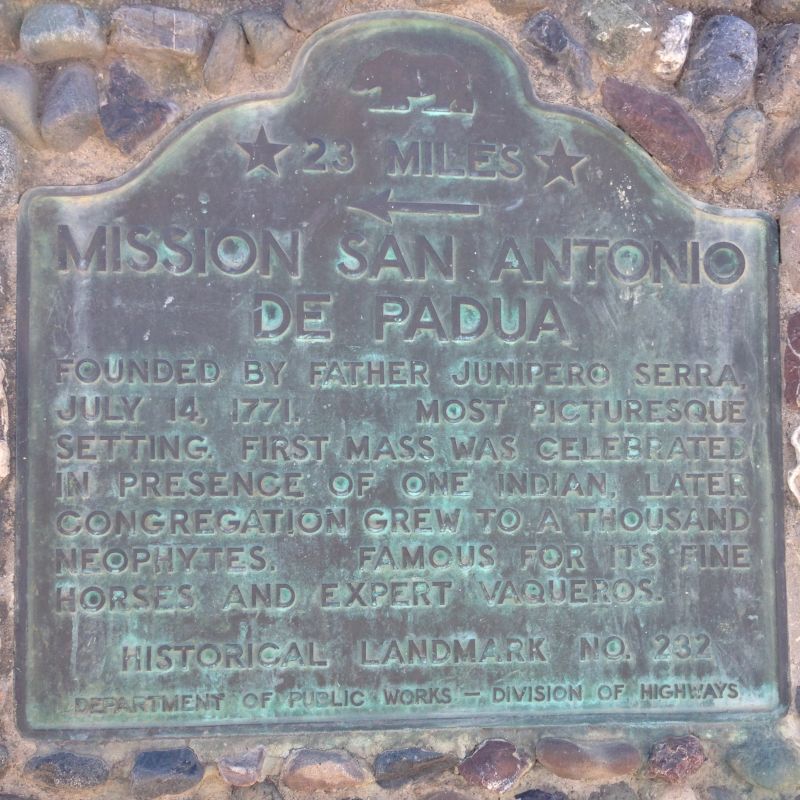 23 MILES
MISSION SAN ANTONIO
DE PADUA
FOUNDED BY FATHER JUNIPERO SERRA,
JULY 14, 1771. MOST PICTURESQUE
SETTING. FIRST MASS WAS CELEBRATED
IN PRESENCE OF ONE INDIAN, LATER
CONGREGATION GREW TO A THOUSAND
NEOPHYTES. FAMOUS FOR ITS FINE
HORSES AND EXPERT VAQUEROS.
HISTORICAL LANDMARK NO. 232
DEPARTMENT OF PUBLIC WORKS – DIVISION OF HIGHWAYS